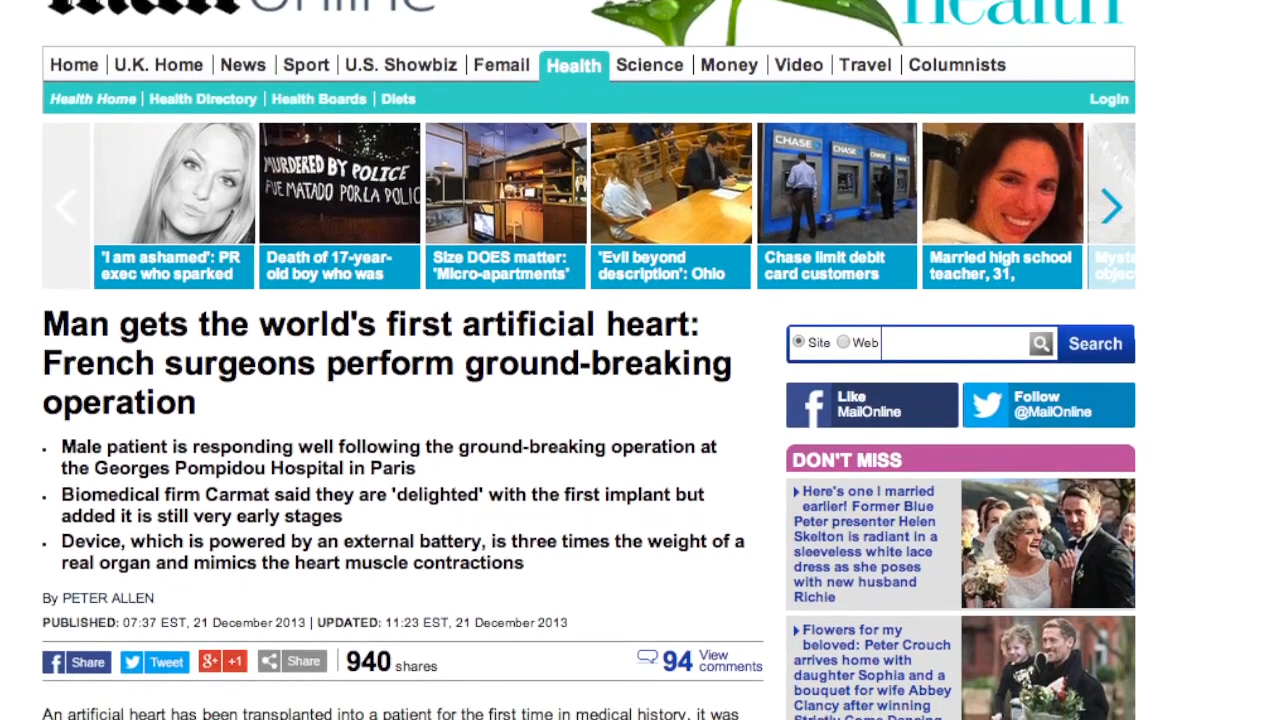 Mail Online
health
Home | U.K. Home | News | Sport | U.S. Showbiz | Femail | Health | Science | Money | Video | Travel | Columnists
Health Home | Health Directory | Health Boards | Diets
Login
MURDERED BY POLICE
FUE MATADO POR LA POLIC
CHASE
CHASE
CHASE
CHASE
'I am ashamed': PR
exec who sparked
Death of 17-year-
old boy who was
Size DOES matter:
'Micro-apartments'
'Evil beyond
description': Ohio
Chase limit debit
card customers
Married high school
teacher, 31,
Myste
objec
Man gets the world's first artificial heart:
French surgeons perform ground-breaking
operation
Male patient is responding well following the ground-breaking operation at
the Georges Pompidou Hospital in Paris
Biomedical firm Carmat said they are 'delighted' with the first implant but
added it is still very early stages
Device, which is powered by an external battery, is three times the weight of a
real organ and mimics the heart muscle contractions
By PETER ALLEN
PUBLISHED: 07:37 EST, 21 December 2013 | UPDATED: 11:23 EST, 21 December 2013
Share
Tweet
+1
Share
940 shares
94 View
comments
An artificial heart has been transplanted into a patient for the first time in medical history, it was
Site Web
Search
Like
MailOnline
Follow
@MailOnline
DON'T MISS
Here's one I married
earlier! Former Blue
Peter presenter Helen
Skelton is radiant in a
sleeveless white lace
dress as she poses
with new husband
Richie
Flowers for my
beloved: Peter Crouch
arrives home with
daughter Sophia and a
bouquet for wife Abbey
Clancy after winning
Strictly Come Dancing